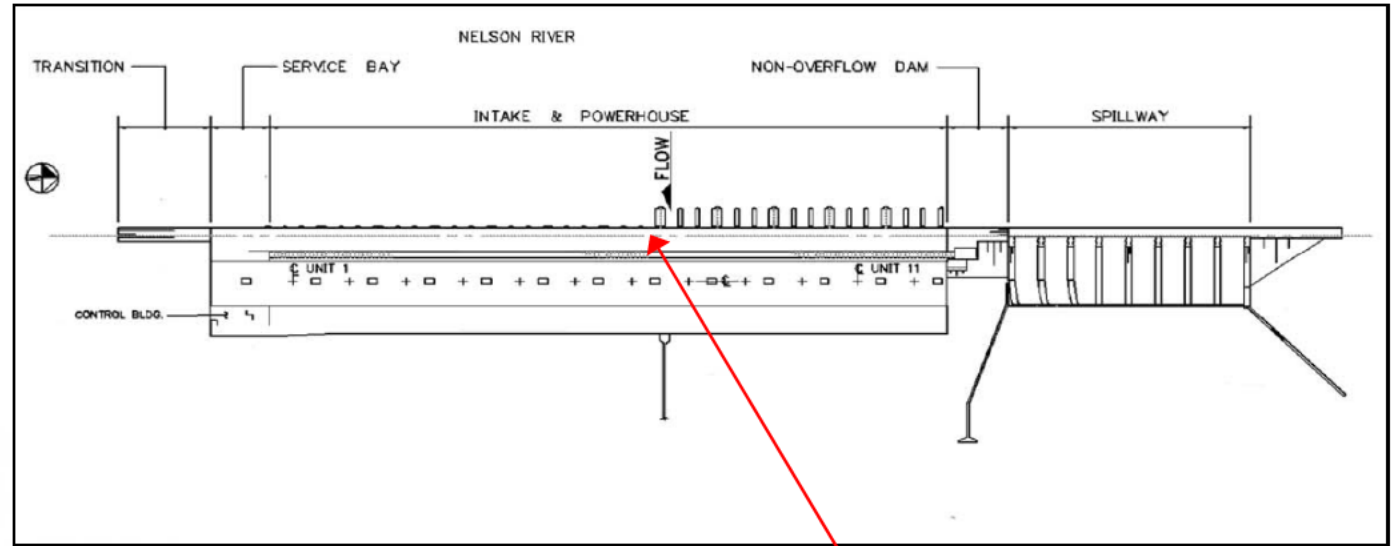 NELSON RIVER
TRANSITION
SERVICE BAY
NON-OVERFLOW DAM
INTAKE & POWERHOUSE
SPILLWAY
FLOW
℄ UNIT 1
℄ UNIT 11
℄
CONTROL BLDG.